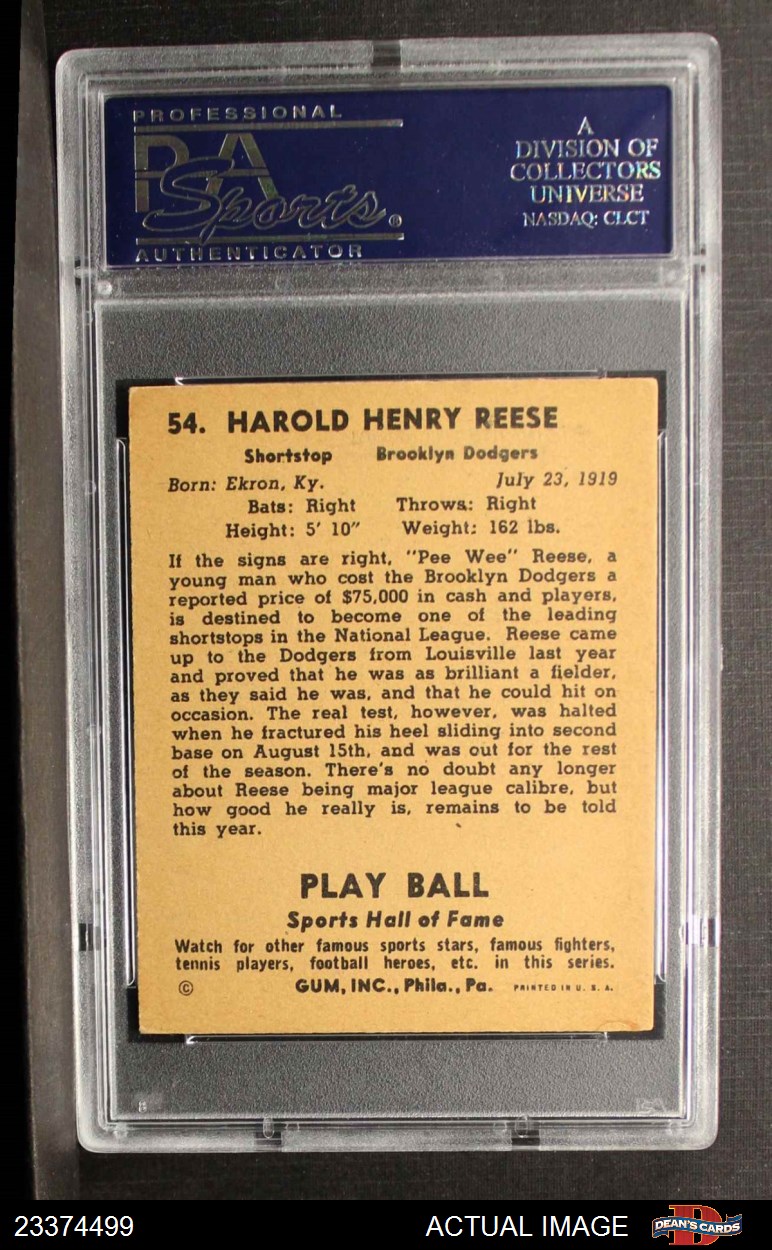 PROFESSIONAL
PSA
Sports®
AUTHENTICATOR
A
DIVISION OF
COLLECTORS
UNIVERSE
NASDAQ: CLCT
54. HAROLD HENRY REESE
Shortstop Brooklyn Dodgers
Born: Ekron, Ky. July 23, 1919
Bats: Right Throws: Right
Height: 5' 10" Weight: 162 lbs.
If the signs are right, "Pee Wee" Reese, a
young man who cost the Brooklyn Dodgers a
reported price of $75,000 in cash and players,
is destined to become one of the leading
shortstops in the National League. Reese came
up to the Dodgers from Louisville last year
and proved that he was as brilliant a fielder,
as they said he was, and that he could hit on
occasion. The real test, however, was halted
when he fractured his heel sliding into second
base on August 15th, and was out for the rest
of the season. There's no doubt any longer
about Reese being major league calibre, but
how good he really is, remains to be told
this year.
PLAY BALL
Sports Hall of Fame
Watch for other famous sports stars, famous fighters,
tennis players, football heroes, etc. in this series.
© GUM, INC., Phila., Pa. PRINTED IN U. S. A.
23374499 ACTUAL IMAGE DEAN'S CARDS